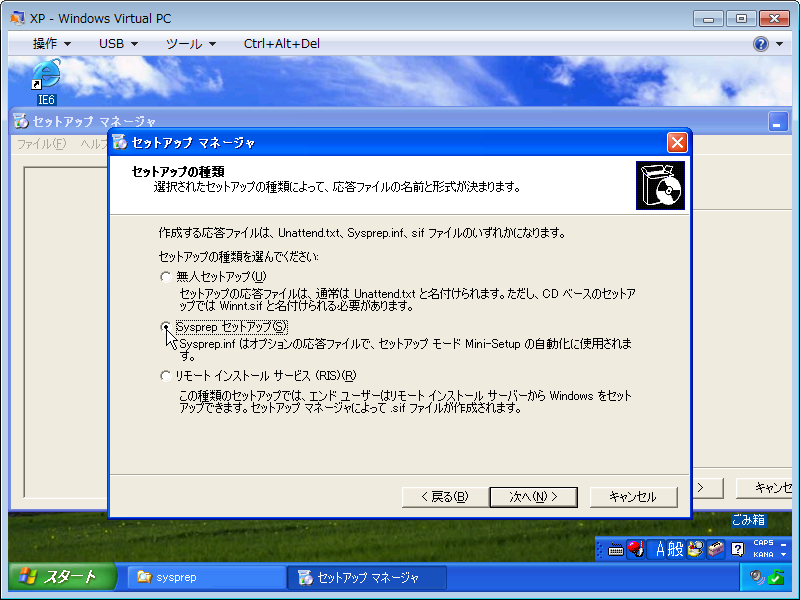 XP - Windows Virtual PC
操作 USB ツール Ctrl+Alt+Del
IE6
セットアップ マネージャ
ファイル(F) ヘル
セットアップ マネージャ
セットアップの種類
選択されたセットアップの種類によって、応答ファイルの名前と形式が決まります。
作成する応答ファイルは、Unattend.txt、Sysprep.inf、sif ファイルのいずれかになります。
セットアップの種類を選んでください:
無人セットアップ(U)
セットアップの応答ファイルは、通常は Unattend.txt と名付けられます。ただし、CD ベースのセットア
ップでは Winnt.sif と名付けられる必要があります。
Sysprep セットアップ(S)
Sysprep.inf はオプションの応答ファイルで、セットアップ モード Mini-Setup の自動化に使用されま
す。
リモート インストール サービス (RIS)(R)
この種類のセットアップでは、エンド ユーザーはリモート インストール サーバーから Windows をセット
アップできます。セットアップ マネージャによって .sif ファイルが作成されます。
< 戻る(B) 次へ(N) > キャンセル
> キャンセ
ごみ箱
A 般 CAPS
KANA
スタート sysprep セットアップ マネージャ